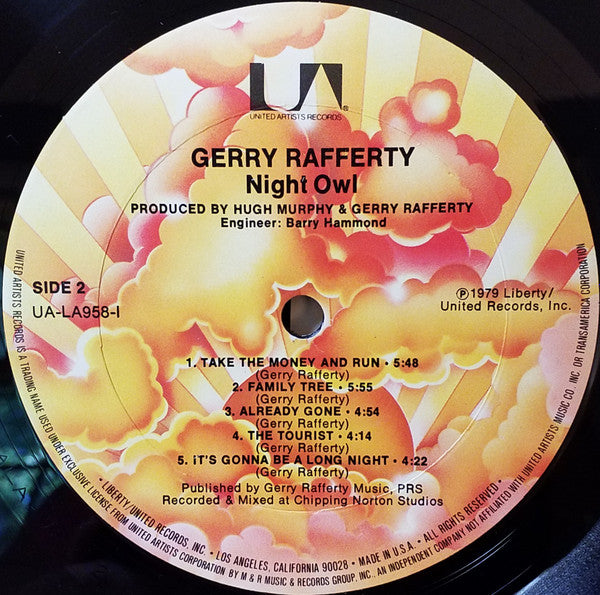 UA®
UNITED ARTISTS RECORDS
GERRY RAFFERTY
Night Owl
PRODUCED BY HUGH MURPHY & GERRY RAFFERTY
Engineer: Barry Hammond
SIDE 2
UA-LA958-I
℗ 1979 Liberty/
United Records, Inc.
1. TAKE THE MONEY AND RUN • 5:48
(Gerry Rafferty)
2. FAMILY TREE • 5:55
(Gerry Rafferty)
3. ALREADY GONE • 4:54
(Gerry Rafferty)
4. THE TOURIST • 4:14
(Gerry Rafferty)
5. iT'S GONNA BE A LONG NIGHT • 4:22
(Gerry Rafferty)
Published by Gerry Rafferty Music, PRS
Recorded & Mixed at Chipping Norton Studios
UNITED ARTISTS RECORDS IS A TRADING NAME USED UNDER EXCLUSIVE LICENSE FROM UNITED ARTISTS CORPORATION BY M & R MUSIC & RECORDS GROUP, INC., AN INDEPENDENT COMPANY NOT AFFILIATED WITH UNITED ARTISTS MUSIC CO., INC OR TRANSAMERICA CORPORATION
• LIBERTY/UNITED RECORDS, INC. • LOS ANGELES, CALIFORNIA 90028 • MADE IN U.S.A. • ALL RIGHTS RESERVED •